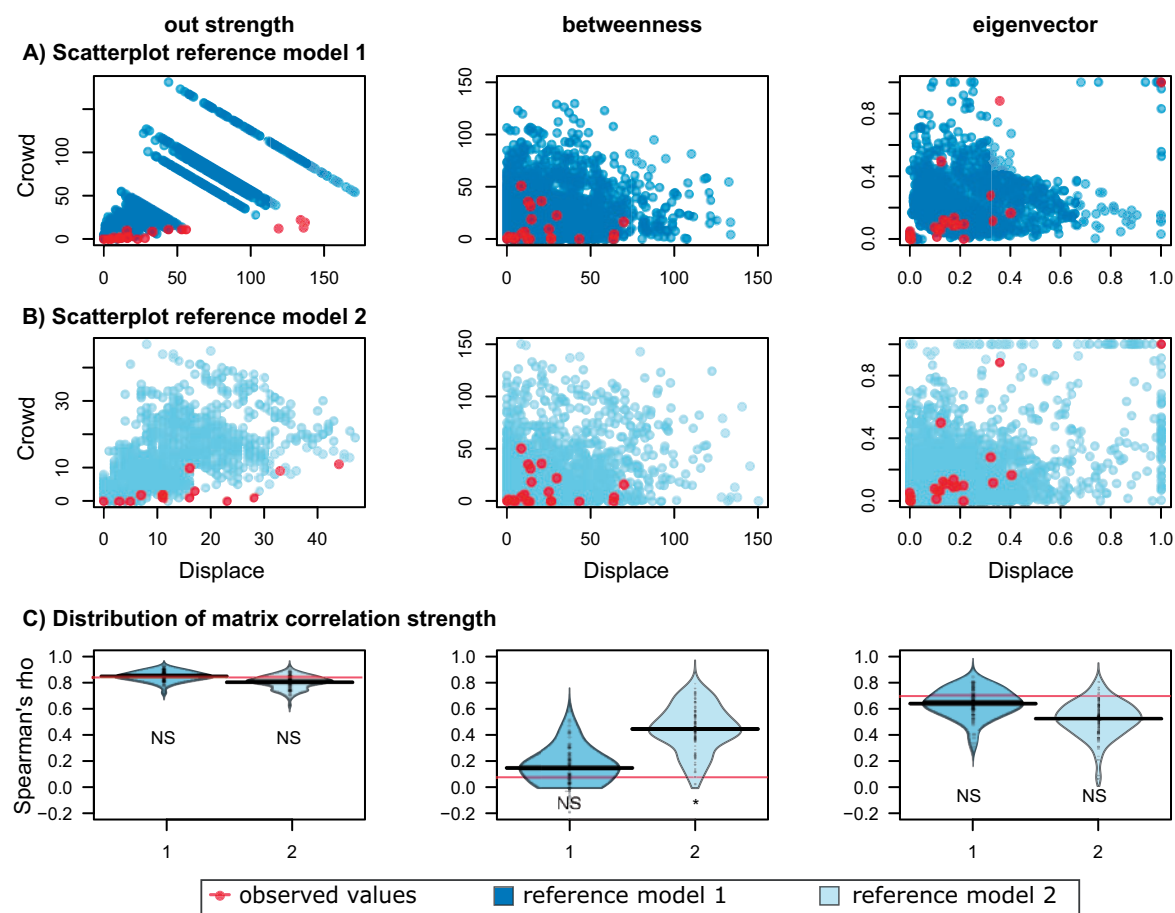 out strength betweenness eigenvector
A) Scatterplot reference model 1
Crowd
0 50 100
0 50 100 150
0 50 100 150
0 50 100 150
0.0 0.4 0.8
0.0 0.2 0.4 0.6 0.8 1.0
B) Scatterplot reference model 2
Crowd
0 10 30
0 10 20 30 40
0 50 100 150
0 50 100 150
0.0 0.4 0.8
0.0 0.2 0.4 0.6 0.8 1.0
Displace Displace Displace
C) Distribution of matrix correlation strength
Spearman's rho
1.0 1.0 1.0
0.8 0.8 0.8
0.6 0.6 0.6
0.4 0.4 0.4
0.2 0.2 0.2
0.0 0.0 0.0
−0.2 −0.2 −0.2
NS NS NS * NS NS
1 2 1 2 1 2
observed values reference model 1 reference model 2